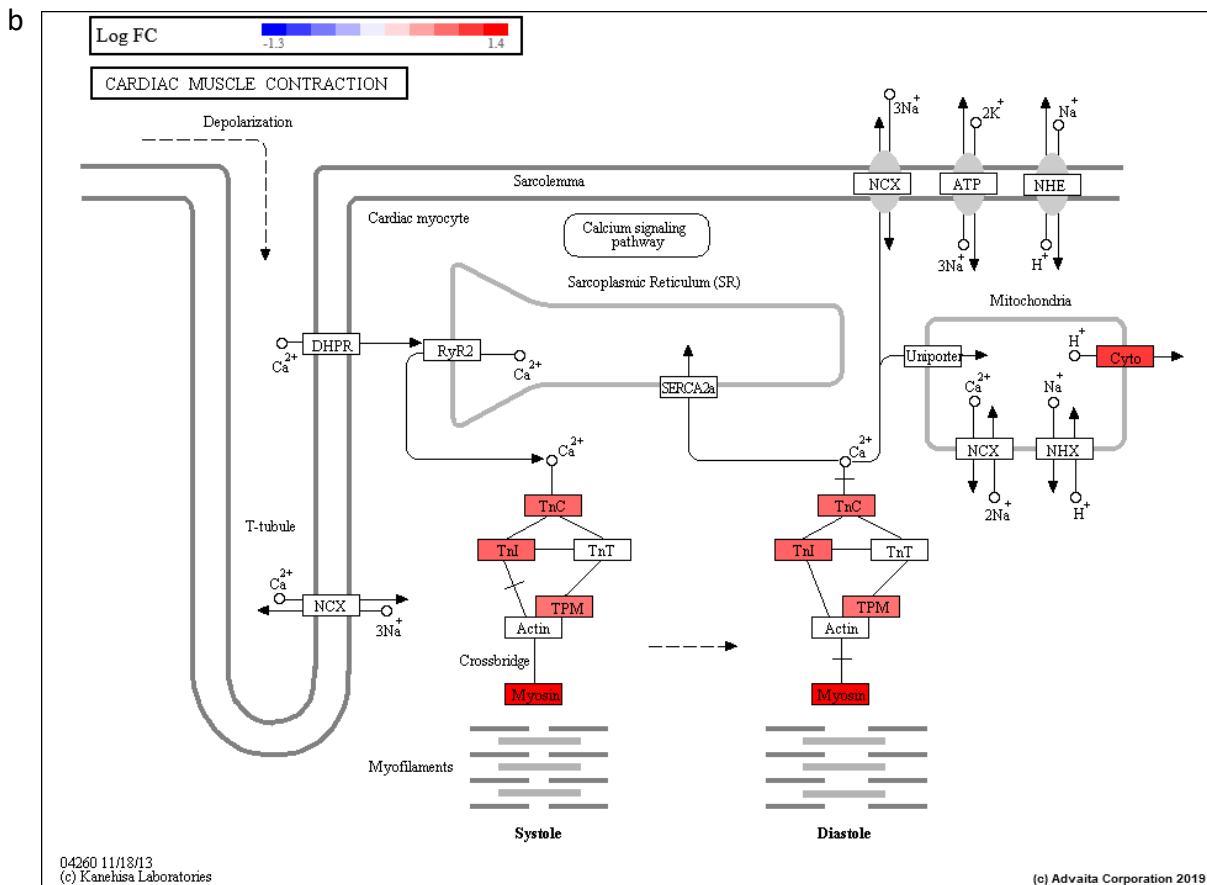 b
Log FC
-1.3
1.4
CARDIAC MUSCLE CONTRACTION
Depolarization
3Na+
2K+
Na+
Sarcolemma
NCX
ATP
NHE
Cardiac myocyte
Calcium signaling
pathway
3Na+
H+
Sarcoplasmic Reticulum (SR)
Mitochondria
DHPR
Ca2+
RyR2
Ca2+
SERCA2a
Uniporter
H+
Cyto
Ca2+
Na+
NCX
NHX
2Na+
H+
Ca2+
Ca2+
TnC
TnC
T-tubule
TnI
TnT
TnI
TnT
Ca2+
NCX
3Na+
TPM
Actin
TPM
Actin
Crossbridge
Myosin
Myosin
Myofilaments
Systole
Diastole
04260 11/18/13
(c) Kanehisa Laboratories
(c) Advaita Corporation 2019